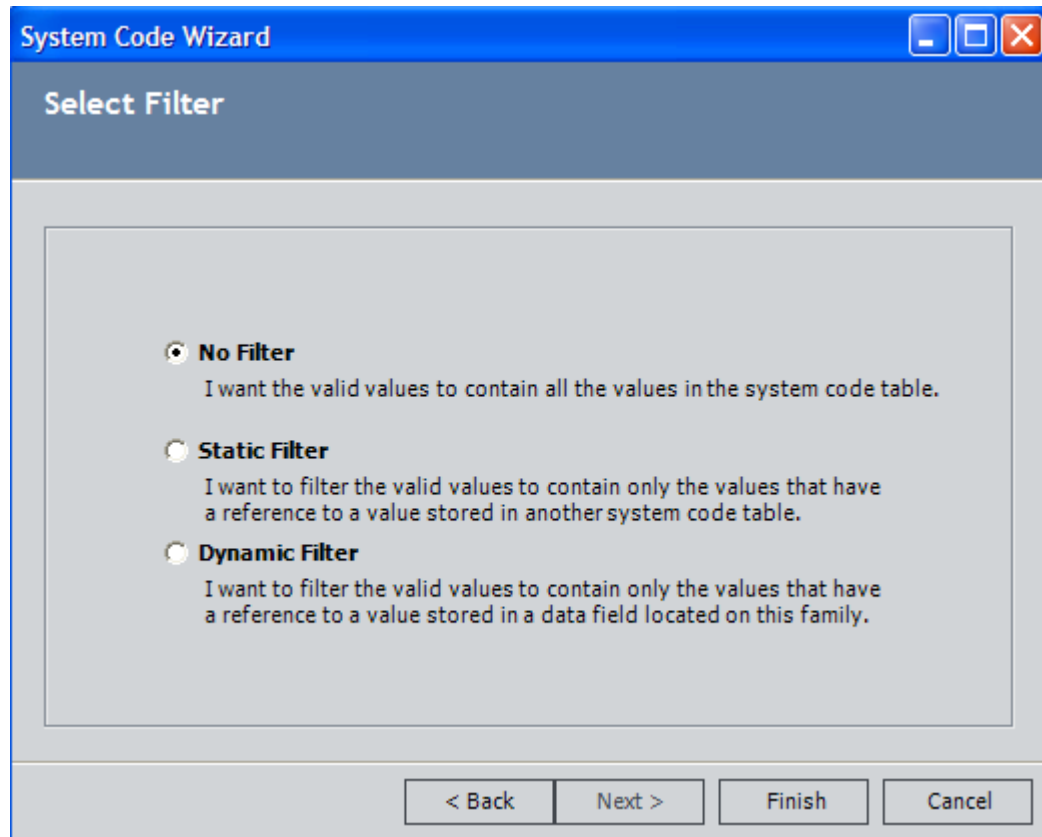 System Code Wizard
Select Filter
No Filter
I want the valid values to contain all the values in the system code table.
Static Filter
I want to filter the valid values to contain only the values that have
a reference to a value stored in another system code table.
Dynamic Filter
I want to filter the valid values to contain only the values that have
a reference to a value stored in a data field located on this family.
< Back Next > Finish Cancel